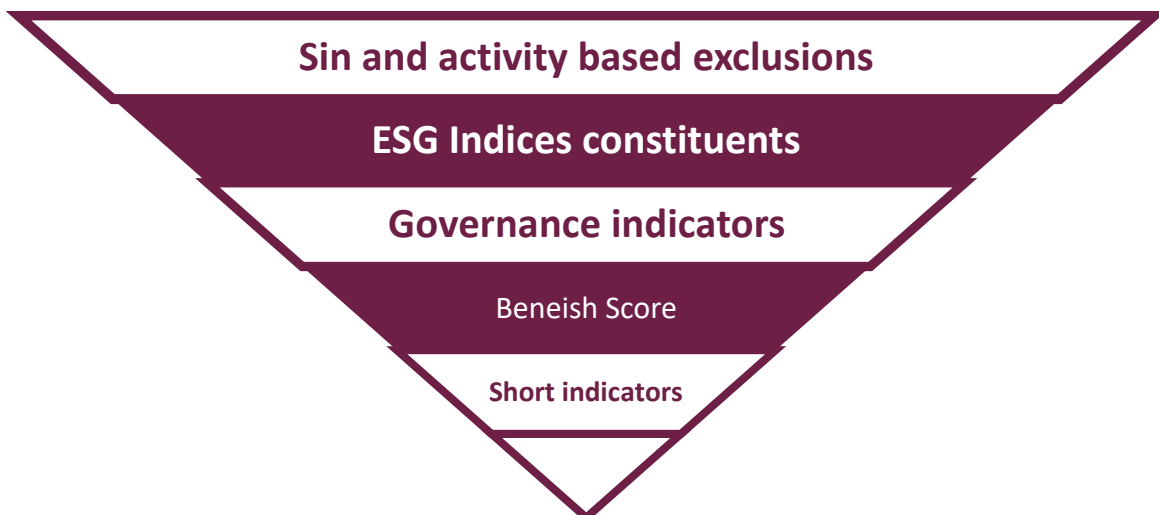 Sin and activity based exclusions
ESG Indices constituents
Governance indicators
Beneish Score
Short indicators